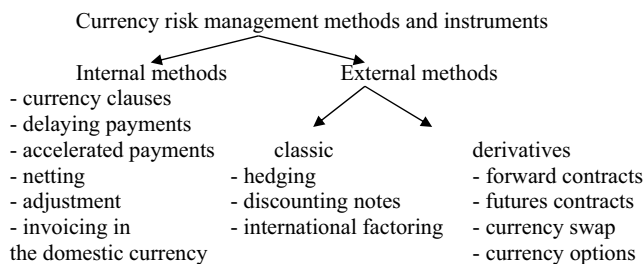 Currency risk management methods and instruments
Internal methods
- currency clauses
- delaying payments
- accelerated payments
- netting
- adjustment
- invoicing in
the domestic currency
External methods
classic
- hedging
- discounting notes
- international factoring
derivatives
- forward contracts
- futures contracts
- currency swap
- currency options